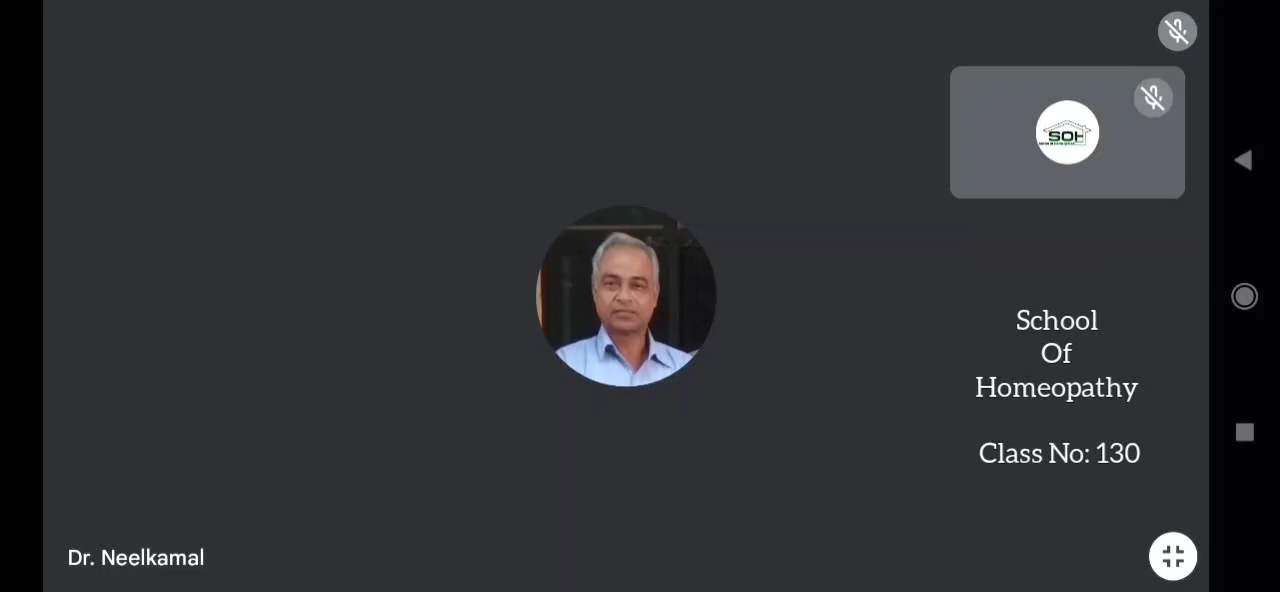 SOH
School
Of
Homeopathy
Class No: 130
Dr. Neelkamal